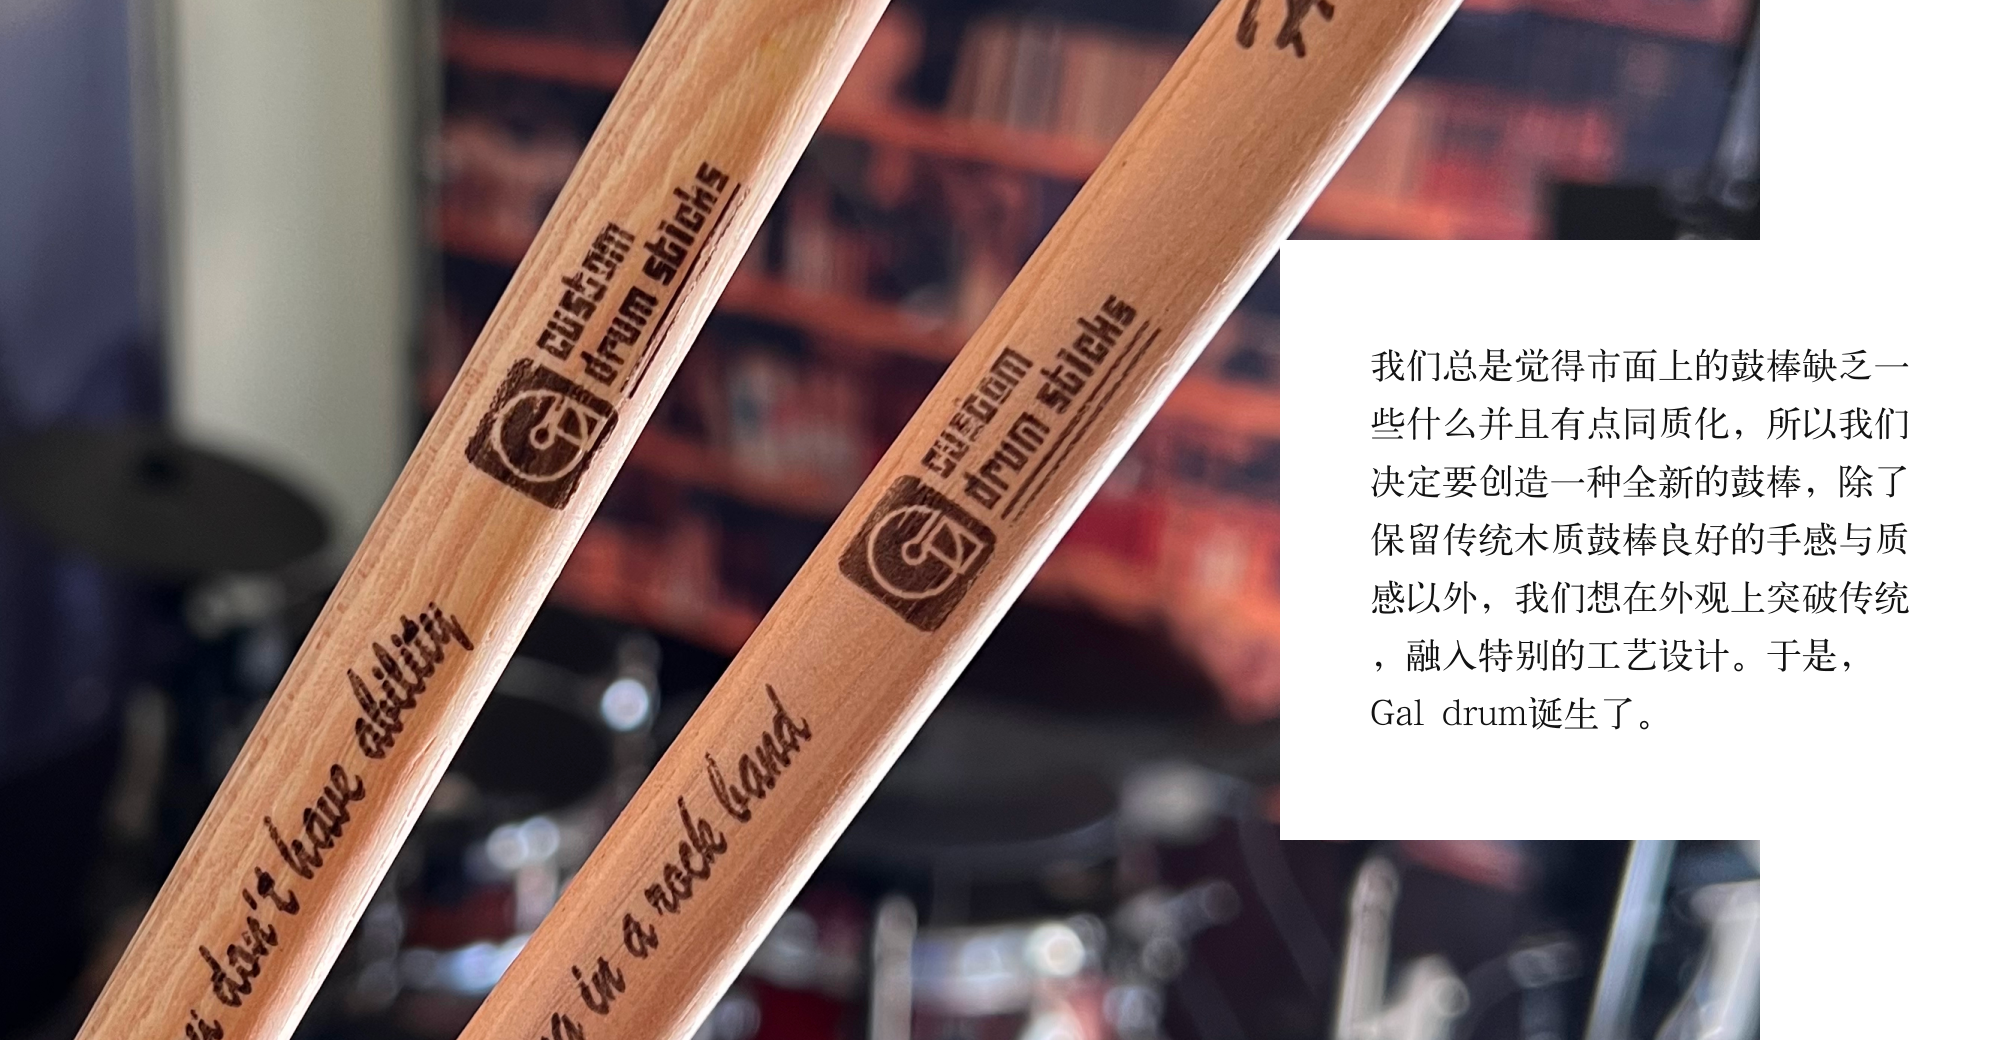 custom
drum sticks
don't have ability
custom
drum sticks
in a rock band
我们总是觉得市面上的鼓棒缺乏一
些什么并且有点同质化，所以我们
决定要创造一种全新的鼓棒，除了
保留传统木质鼓棒良好的手感与质
感以外，我们想在外观上突破传统
，融入特别的工艺设计。于是，
Gal drum诞生了。